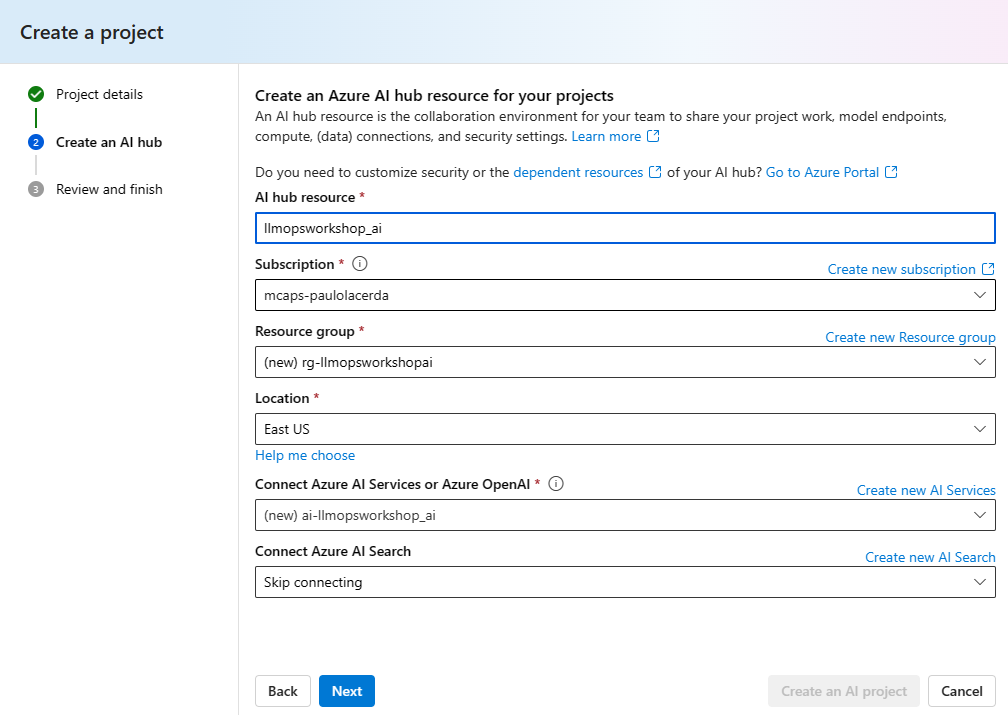 Create a project
Project details
2 Create an AI hub
3 Review and finish
Create an Azure AI hub resource for your projects
An AI hub resource is the collaboration environment for your team to share your project work, model endpoints,
compute, (data) connections, and security settings. Learn more
Do you need to customize security or the dependent resources of your AI hub? Go to Azure Portal
AI hub resource *
llmopsworkshop_ai
Subscription *
Create new subscription
mcaps-paulolacerda
Resource group *
Create new Resource group
(new) rg-llmopsworkshopai
Location *
East US
Help me choose
Connect Azure AI Services or Azure OpenAI *
Create new AI Services
(new) ai-llmopsworkshop_ai
Connect Azure AI Search
Create new AI Search
Skip connecting
Back Next Create an AI project Cancel